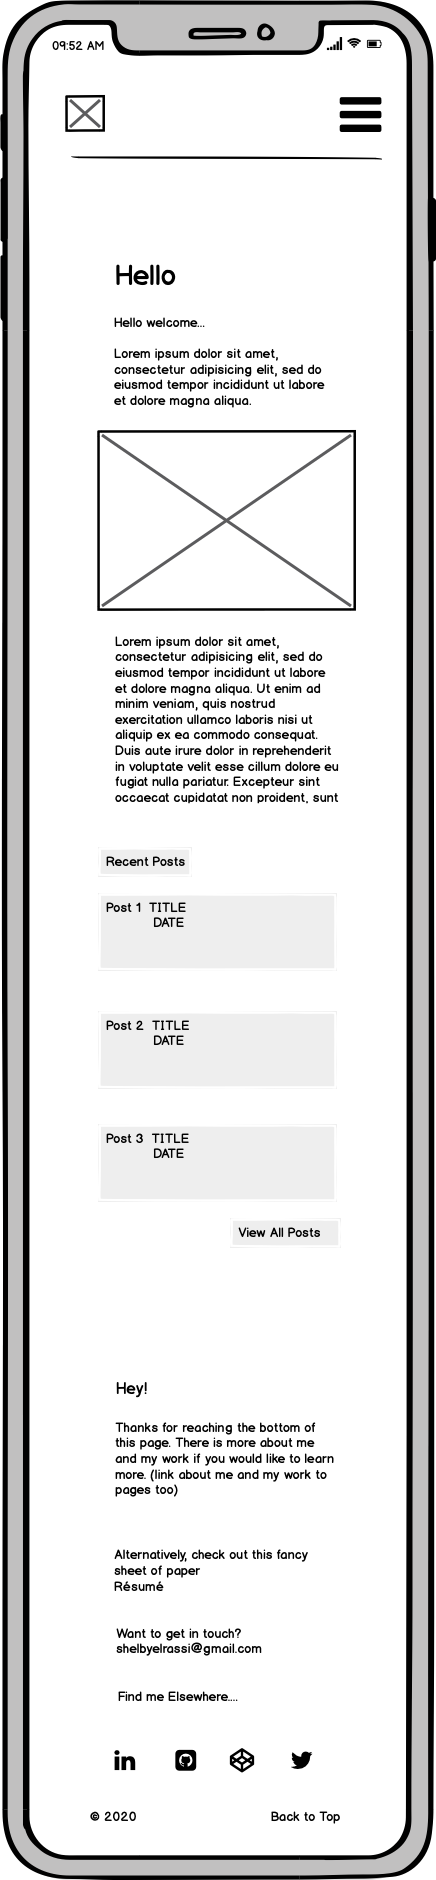 09:52 AM
Hello
Hello welcome...
Lorem ipsum dolor sit amet,
consectetur adipisicing elit, sed do
eiusmod tempor incididunt ut labore
et dolore magna aliqua.
Lorem ipsum dolor sit amet,
consectetur adipisicing elit, sed do
eiusmod tempor incididunt ut labore
et dolore magna aliqua. Ut enim ad
minim veniam, quis nostrud
exercitation ullamco laboris nisi ut
aliquip ex ea commodo consequat.
Duis aute irure dolor in reprehenderit
in voluptate velit esse cillum dolore eu
fugiat nulla pariatur. Excepteur sint
occaecat cupidatat non proident, sunt
Recent Posts
Post 1 TITLE
DATE
Post 2 TITLE
DATE
Post 3 TITLE
DATE
View All Posts
Hey!
Thanks for reaching the bottom of
this page. There is more about me
and my work if you would like to learn
more. (link about me and my work to
pages too)
Alternatively, check out this fancy
sheet of paper
Résumé
Want to get in touch?
shelbyelrassi@gmail.com
Find me Elsewhere....
in
© 2020
Back to Top